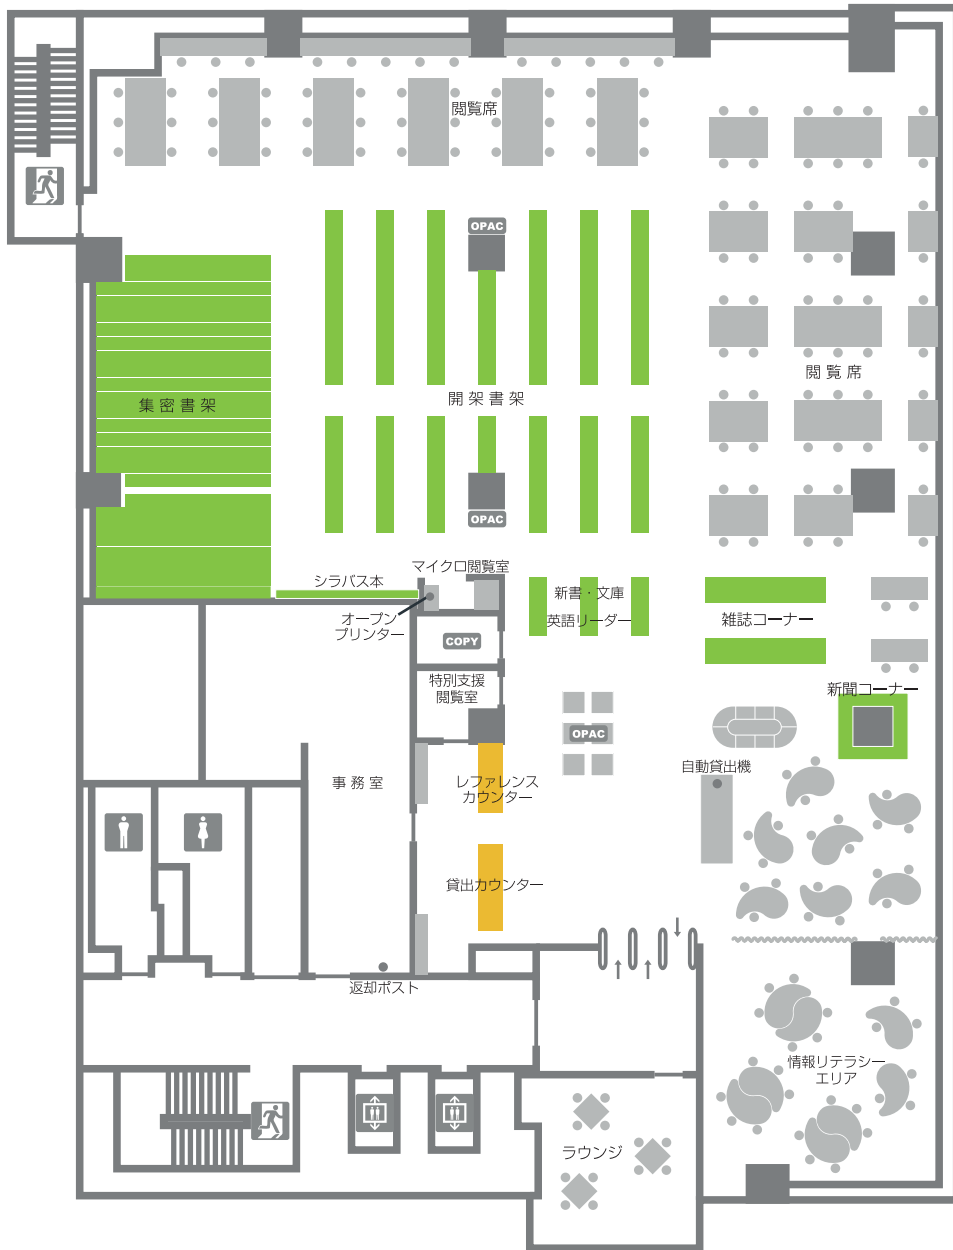 閲覧席
OPAC
閲覧席
開架書架
集密書架
OPAC
マイクロ閲覧室
シラバス本
新書・文庫
英語リーダー
オープン
プリンター
雑誌コーナー
COPY
特別支援
閲覧室
新聞コーナー
OPAC
自動貸出機
事務室
レファレンス
カウンター
貸出カウンター
返却ポスト
情報リテラシー
エリア
ラウンジ